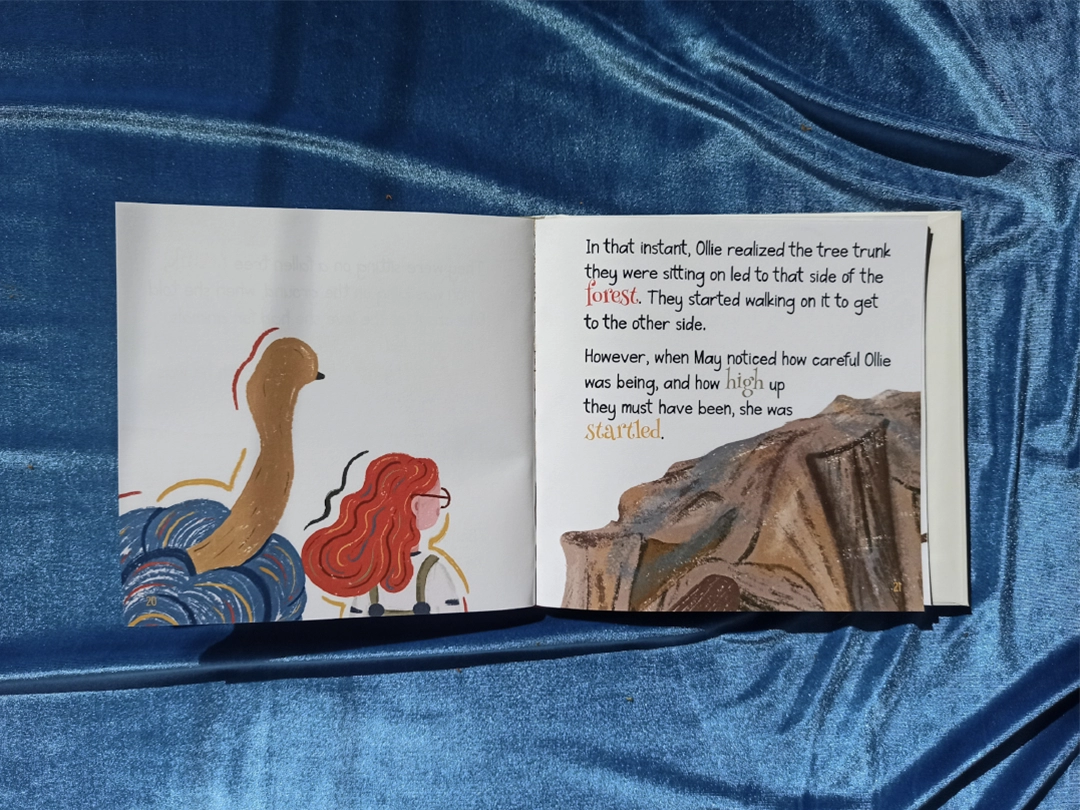 In that instant, Ollie realized the tree trunk
they were sitting on led to that side of the
forest. They started walking on it to get
to the other side.
However, when May noticed how careful Ollie
was being, and how high up
they must have been, she was
startled.
20
21